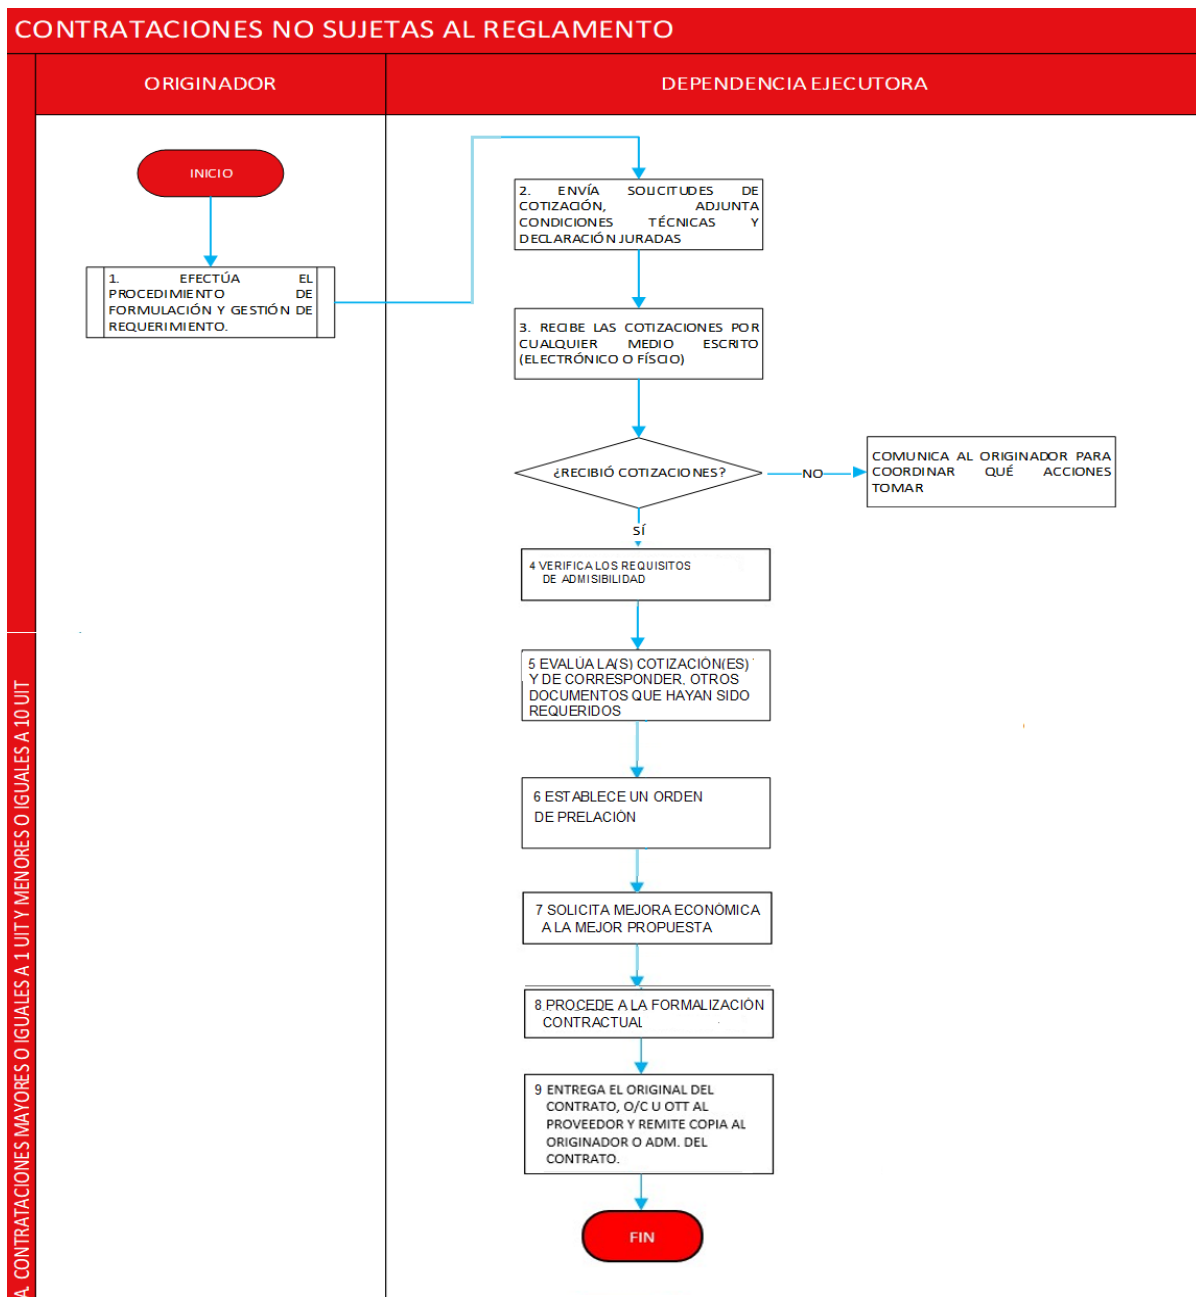 CONTRATACIONES NO SUJETAS AL REGLAMENTO
ORIGINADOR
DEPENDENCIA EJECUTORA
A. CONTRATACIONES MAYORES O IGUALES A 1 UIT Y MENORES O IGUALES A 10 UIT
INICIO
1. EFECTÚA EL
PROCEDIMIENTO DE
FORMULACIÓN Y GESTIÓN DE
REQUERIMIENTO.
2. ENVÍA SOLICITUDES DE
COTIZACIÓN, ADJUNTA
CONDICIONES TÉCNICAS Y
DECLARACIÓN JURADAS
3. RECIBE LAS COTIZACIONES POR
CUALQUIER MEDIO ESCRITO
(ELECTRÓNICO O FÍSCIO)
¿RECIBIÓ COTIZACIONES?
NO
COMUNICA AL ORIGINADOR PARA
COORDINAR QUÉ ACCIONES
TOMAR
SÍ
4 VERIFICA LOS REQUISITOS
DE ADMISIBILIDAD
5 EVALÚA LA(S) COTIZACIÓN(ES)
Y DE CORRESPONDER, OTROS
DOCUMENTOS QUE HAYAN SIDO
REQUERIDOS
6 ESTABLECE UN ORDEN
DE PRELACIÓN
7 SOLICITA MEJORA ECONÓMICA
A LA MEJOR PROPUESTA
8 PROCEDE A LA FORMALIZACIÓN
CONTRACTUAL
9 ENTREGA EL ORIGINAL DEL
CONTRATO, O/C U OTT AL
PROVEEDOR Y REMITE COPIA AL
ORIGINADOR O ADM. DEL
CONTRATO.
FIN